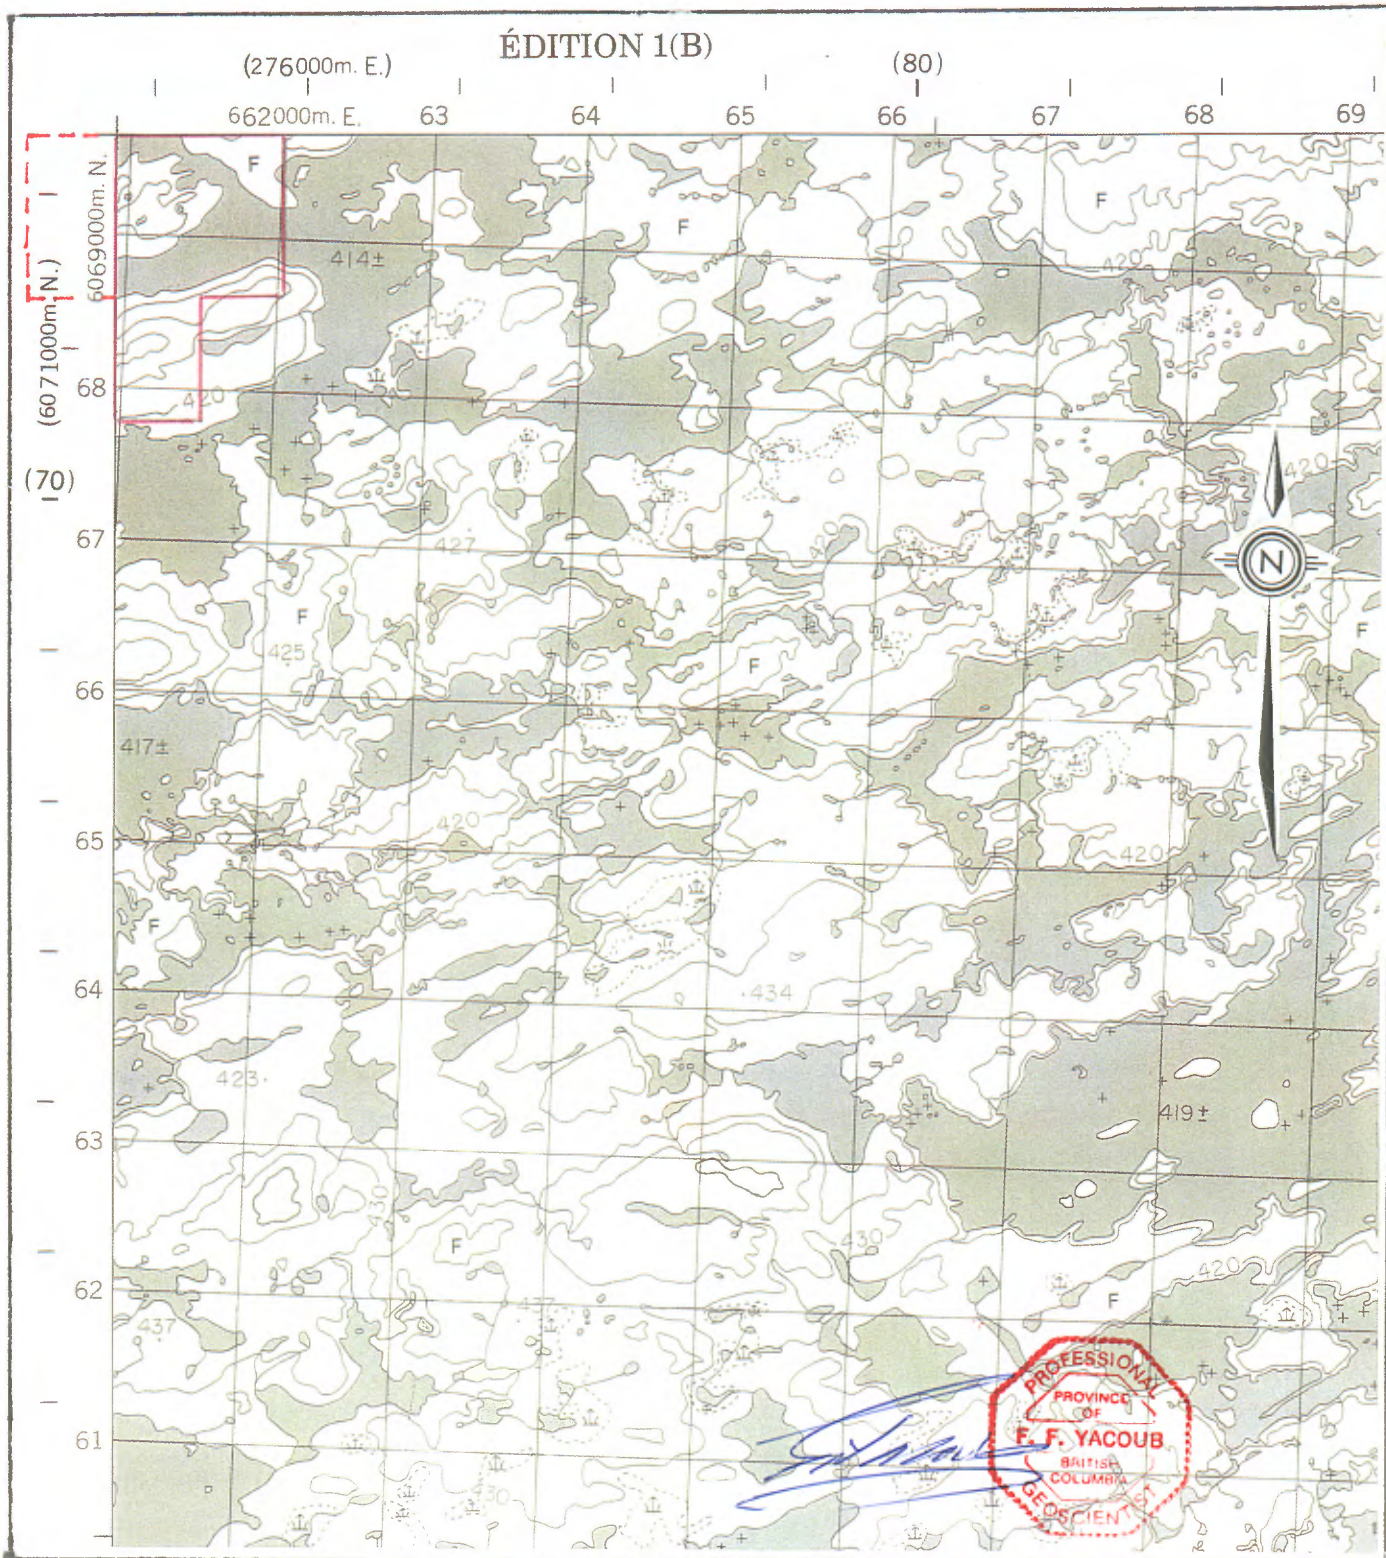 ÉDITION 1(B)
(276000m. E.) (80)
662000m. E. 63 64 65 66 67 68 69
6069000m. N.
(6071000m. N.)
(70)
68
67
66
65
64
63
62
61
F
F
F
414±
420
420
420
427
420
F
F
425
F
417±
420
420
F
434
423
419±
430
F
430
420
F
437
430
PROFESSIONAL
PROVINCE
OF
F. F. YACOUB
BRITISH
COLUMBIA
GEOSCIENTIST
N